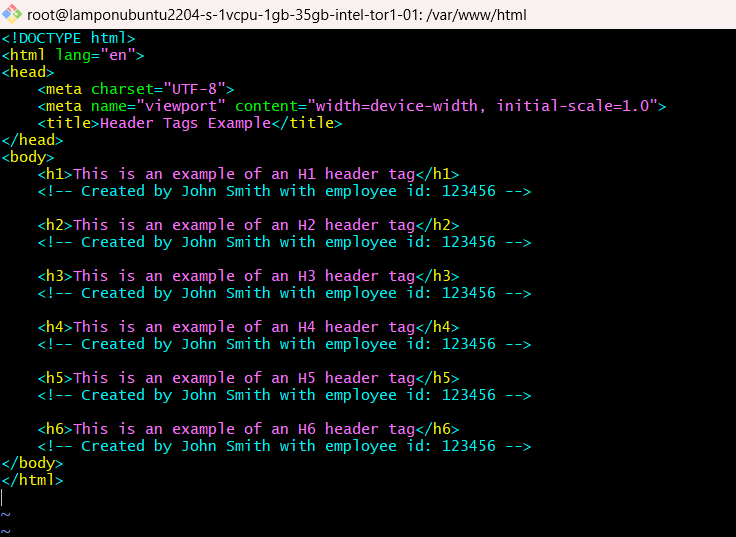 root@lamponubuntu2204-s-1vcpu-1gb-35gb-intel-tor1-01: /var/www/html
<!DOCTYPE html>
<html lang="en">
<head>
    <meta charset="UTF-8">
    <meta name="viewport" content="width=device-width, initial-scale=1.0">
    <title>Header Tags Example</title>
</head>
<body>
    <h1>This is an example of an H1 header tag</h1>
    <!-- Created by John Smith with employee id: 123456 -->

    <h2>This is an example of an H2 header tag</h2>
    <!-- Created by John Smith with employee id: 123456 -->

    <h3>This is an example of an H3 header tag</h3>
    <!-- Created by John Smith with employee id: 123456 -->

    <h4>This is an example of an H4 header tag</h4>
    <!-- Created by John Smith with employee id: 123456 -->

    <h5>This is an example of an H5 header tag</h5>
    <!-- Created by John Smith with employee id: 123456 -->

    <h6>This is an example of an H6 header tag</h6>
    <!-- Created by John Smith with employee id: 123456 -->
</body>
</html>

~
~